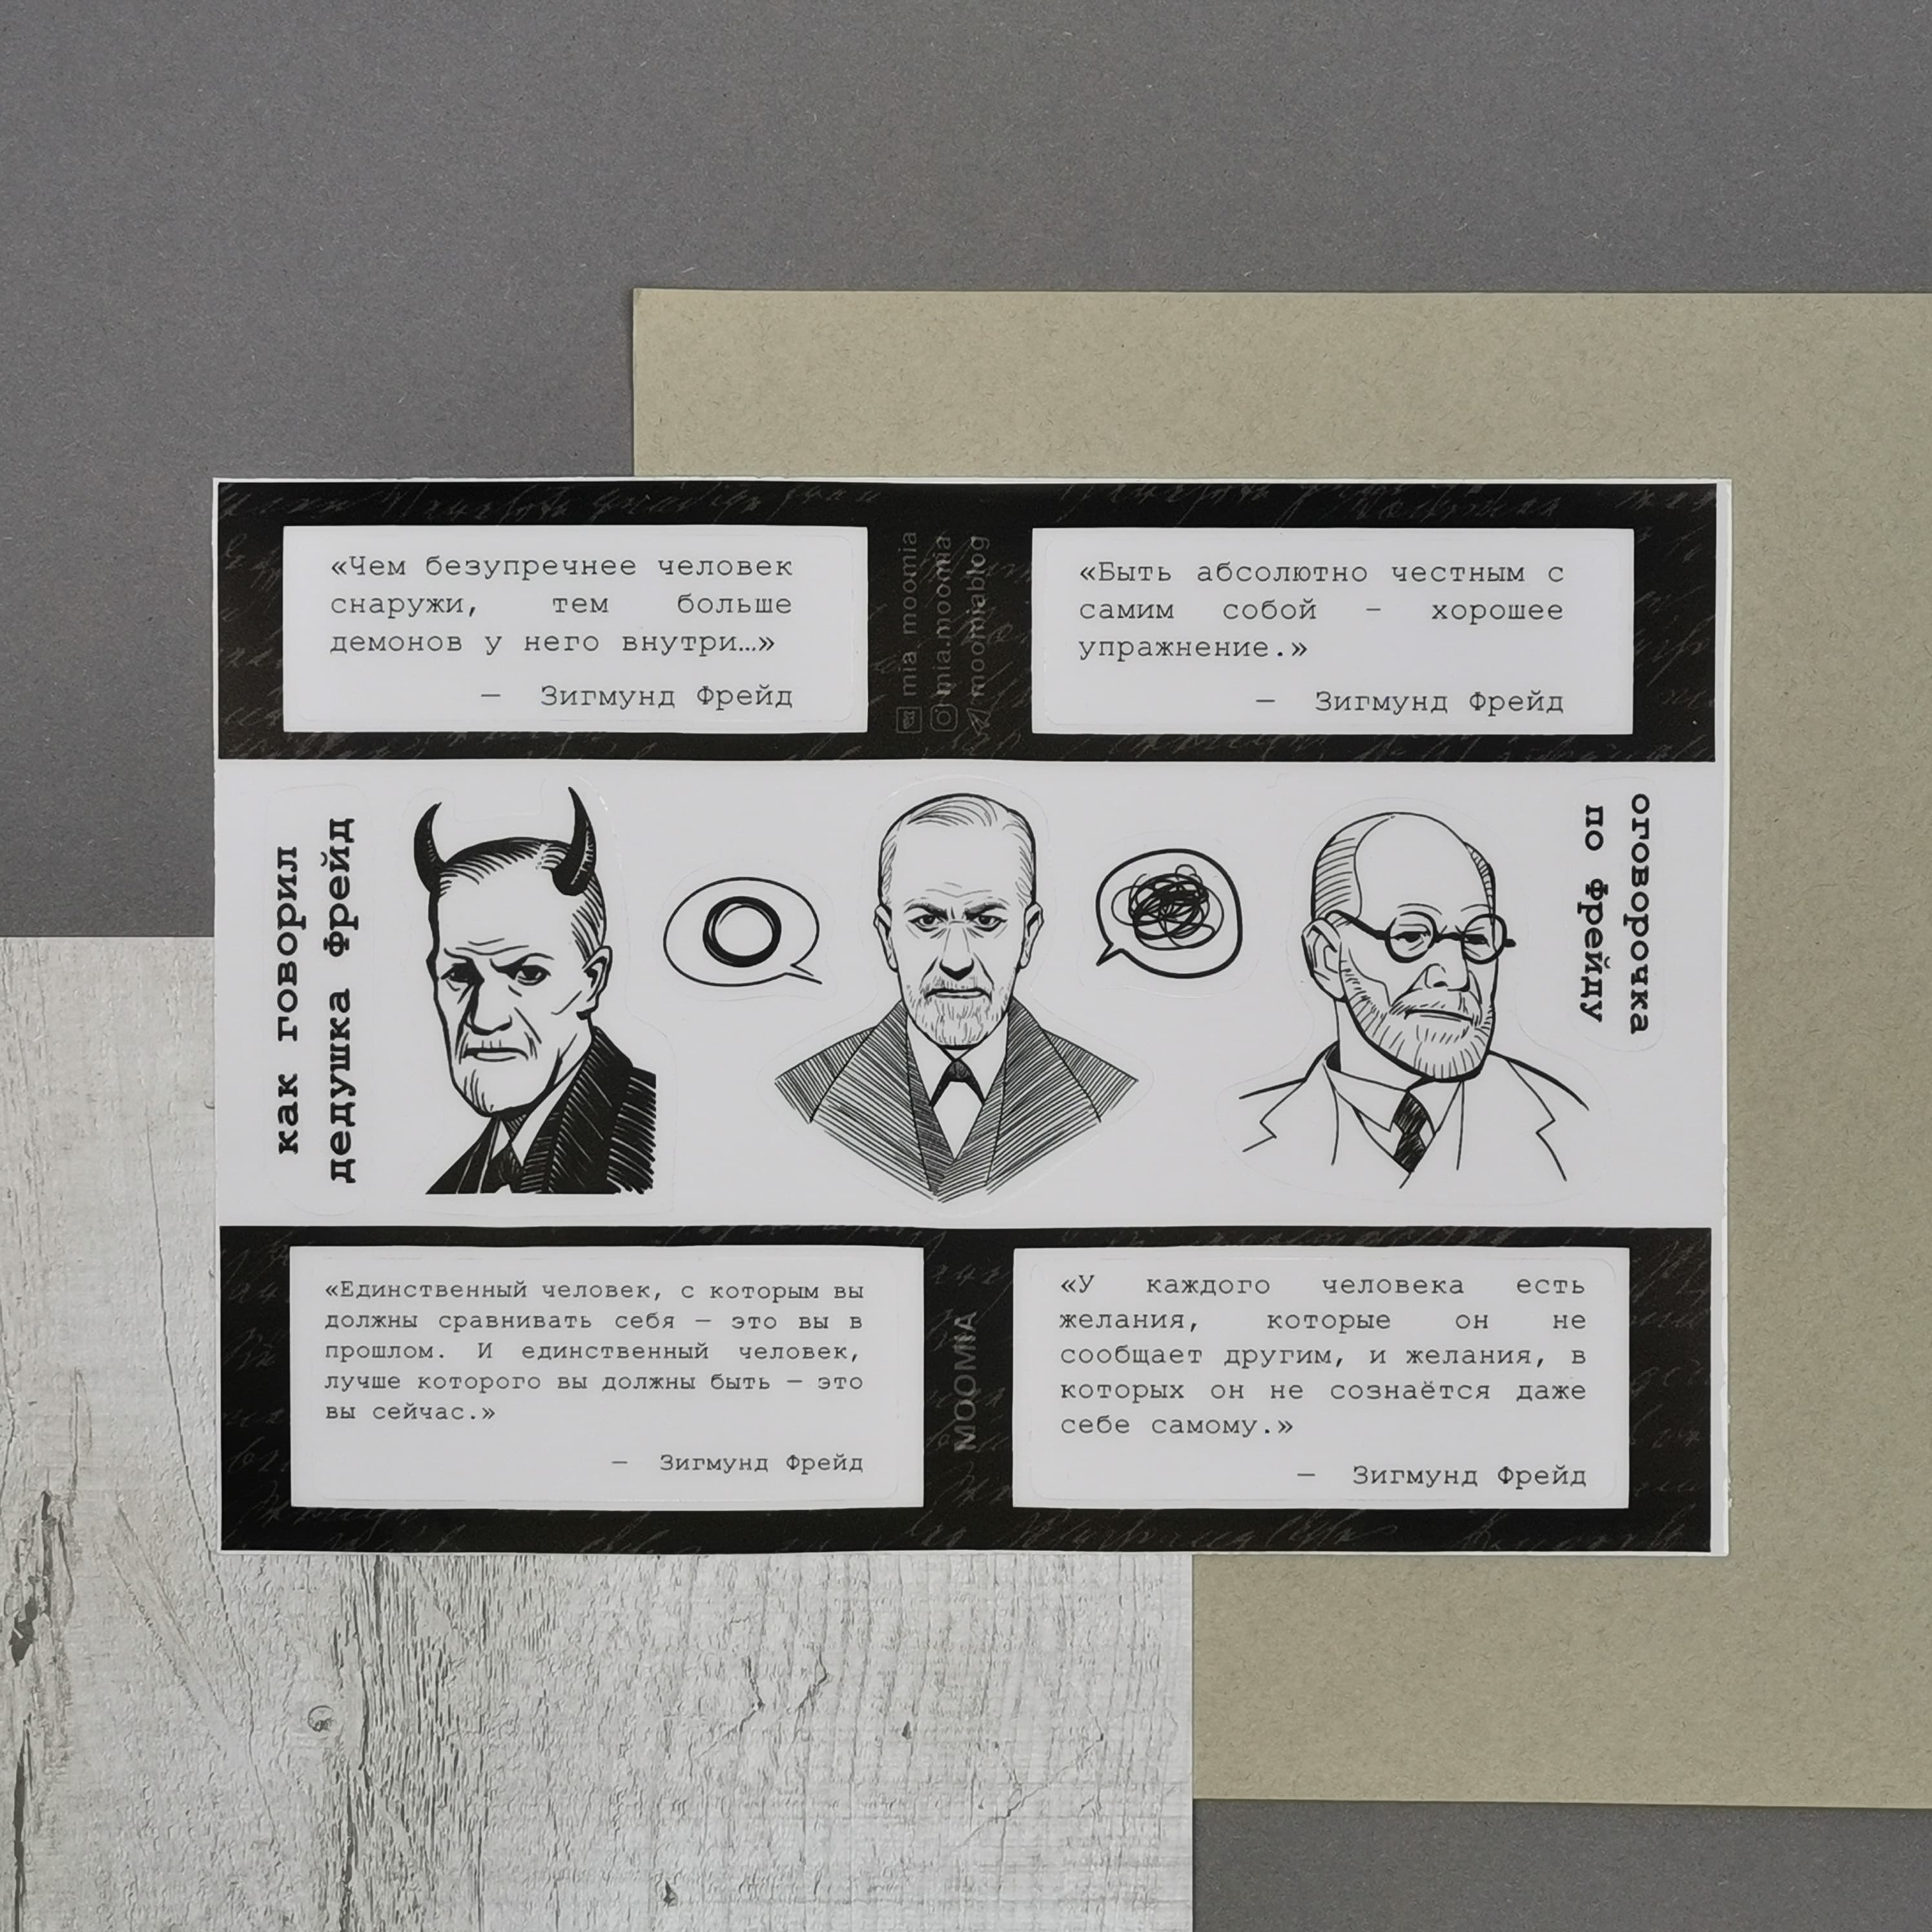 «Чем безупречнее человек
снаружи, тем больше
демонов у него внутри…»
— Зигмунд Фрейд
mia_moomia
mia.moomia
moomiablog
«Быть абсолютно честным с
самим собой – хорошее
упражнение.»
— Зигмунд Фрейд
как говорил
дедушка Фрейд
оговорочка
по Фрейду
«Единственный человек, с которым вы
должны сравнивать себя — это вы в
прошлом. И единственный человек,
лучше которого вы должны быть — это
вы сейчас.»
— Зигмунд Фрейд
MOOMIA
«У каждого человека есть
желания, которые он не
сообщает другим, и желания, в
которых он не сознаётся даже
себе самому.»
— Зигмунд Фрейд